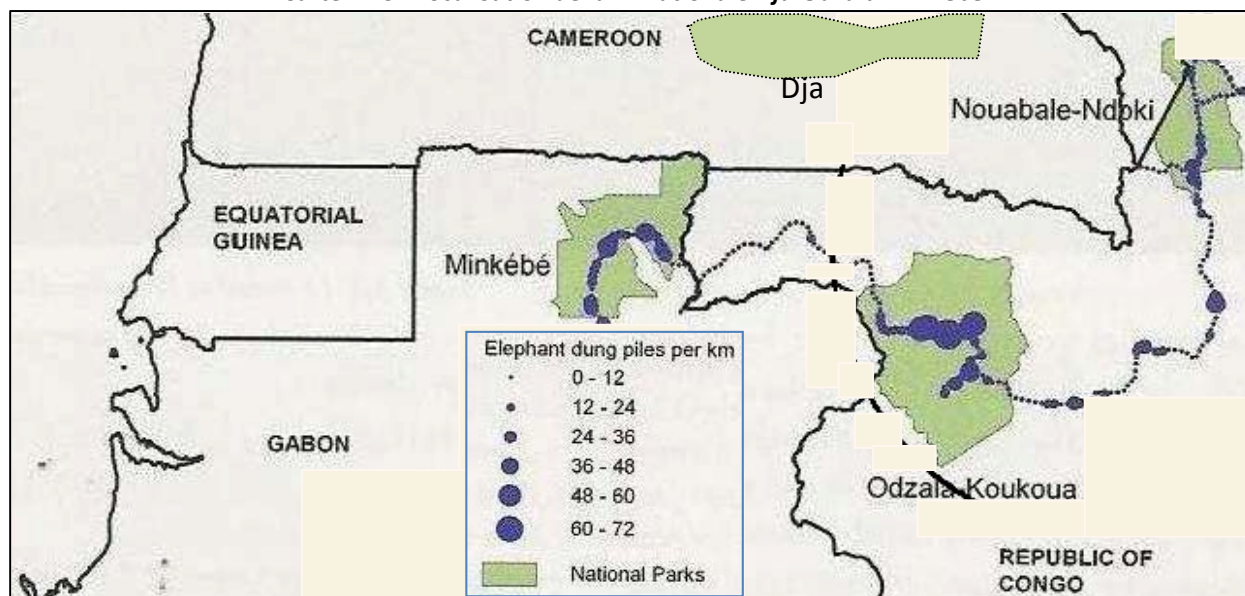 CAMEROON
Dja
Nouabale-Ndoki
EQUATORIAL
GUINEA
Minkébé
Elephant dung piles per km
0 - 12
12 - 24
24 - 36
36 - 48
48 - 60
60 - 72
National Parks
GABON
Odzala-Koukoua
REPUBLIC OF
CONGO